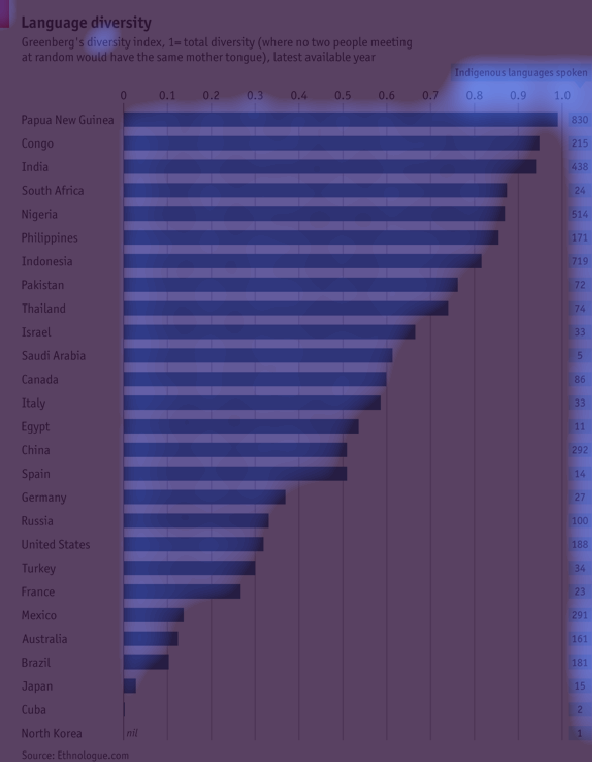 Language diversity
Greenberg's diversity index, 1= total diversity (where no two people meeting
at random would have the same mother tongue), latest available year
Indigenous languages spoken
0 0.1 0.2 0.3 0.4 0.5 0.6 0.7 0.8 0.9 1.0
Papua New Guinea 830
Congo 215
India 438
South Africa 24
Nigeria 514
Philippines 171
Indonesia 719
Pakistan 72
Thailand 74
Israel 33
Saudi Arabia 5
Canada 86
Italy 33
Egypt 11
China 292
Spain 14
Germany 27
Russia 100
United States 188
Turkey 34
France 23
Mexico 291
Australia 161
Brazil 181
Japan 15
Cuba 2
North Korea nil 1
Source: Ethnologue.com